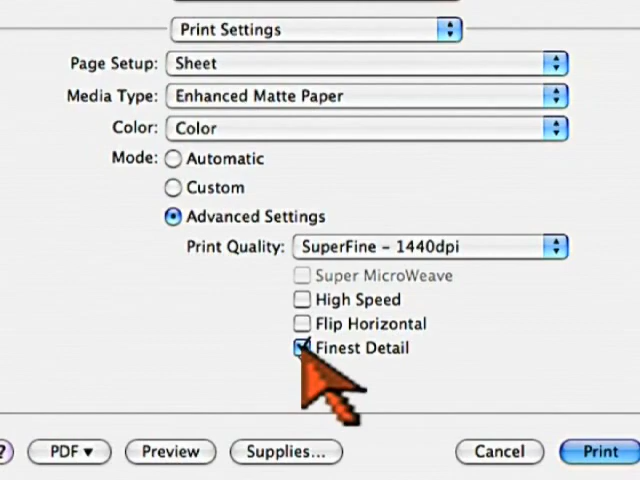 Print Settings
Page Setup: Sheet
Media Type: Enhanced Matte Paper
Color: Color
Mode: Automatic
Custom
Advanced Settings
Print Quality: SuperFine - 1440dpi
Super MicroWeave
High Speed
Flip Horizontal
Finest Detail
? PDF ▾ Preview Supplies... Cancel Print